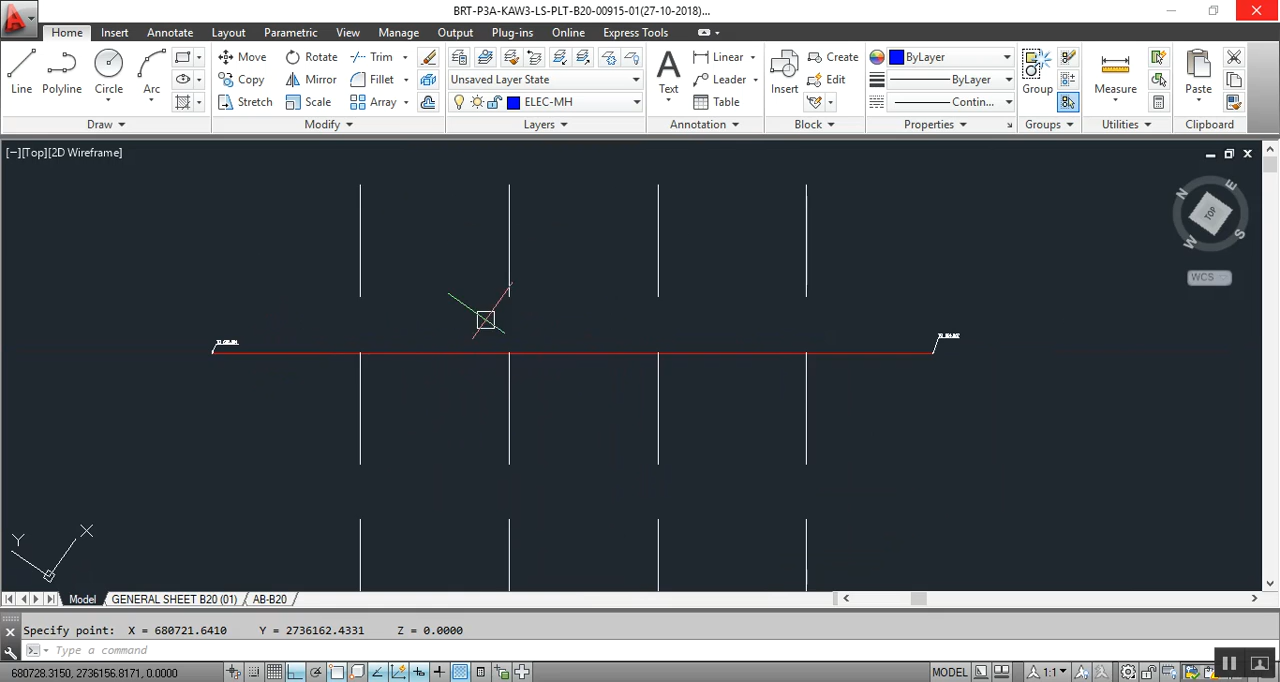 BRT-P3A-KAW3-LS-PLT-B20-00915-01(27-10-2018)...
Home Insert Annotate Layout Parametric View Manage Output Plug-ins Online Express Tools
Line Polyline Circle Arc
Draw
Move Rotate Trim
Copy Mirror Fillet
Stretch Scale Array
Modify
Unsaved Layer State
ELEC-MH
Layers
Text
Linear
Leader
Table
Annotation
Insert
Create
Edit
Block
ByLayer
ByLayer
Contin...
Properties
Group
Groups
Measure
Utilities
Paste
Clipboard
[−][Top][2D Wireframe]
N E
TOP
W S
WCS
Y X
Model GENERAL SHEET B20 (01) AB-B20
Specify point: X = 680721.6410 Y = 2736162.4331 Z = 0.0000
Type a command
680728.3150, 2736156.8171, 0.0000
MODEL
1:1